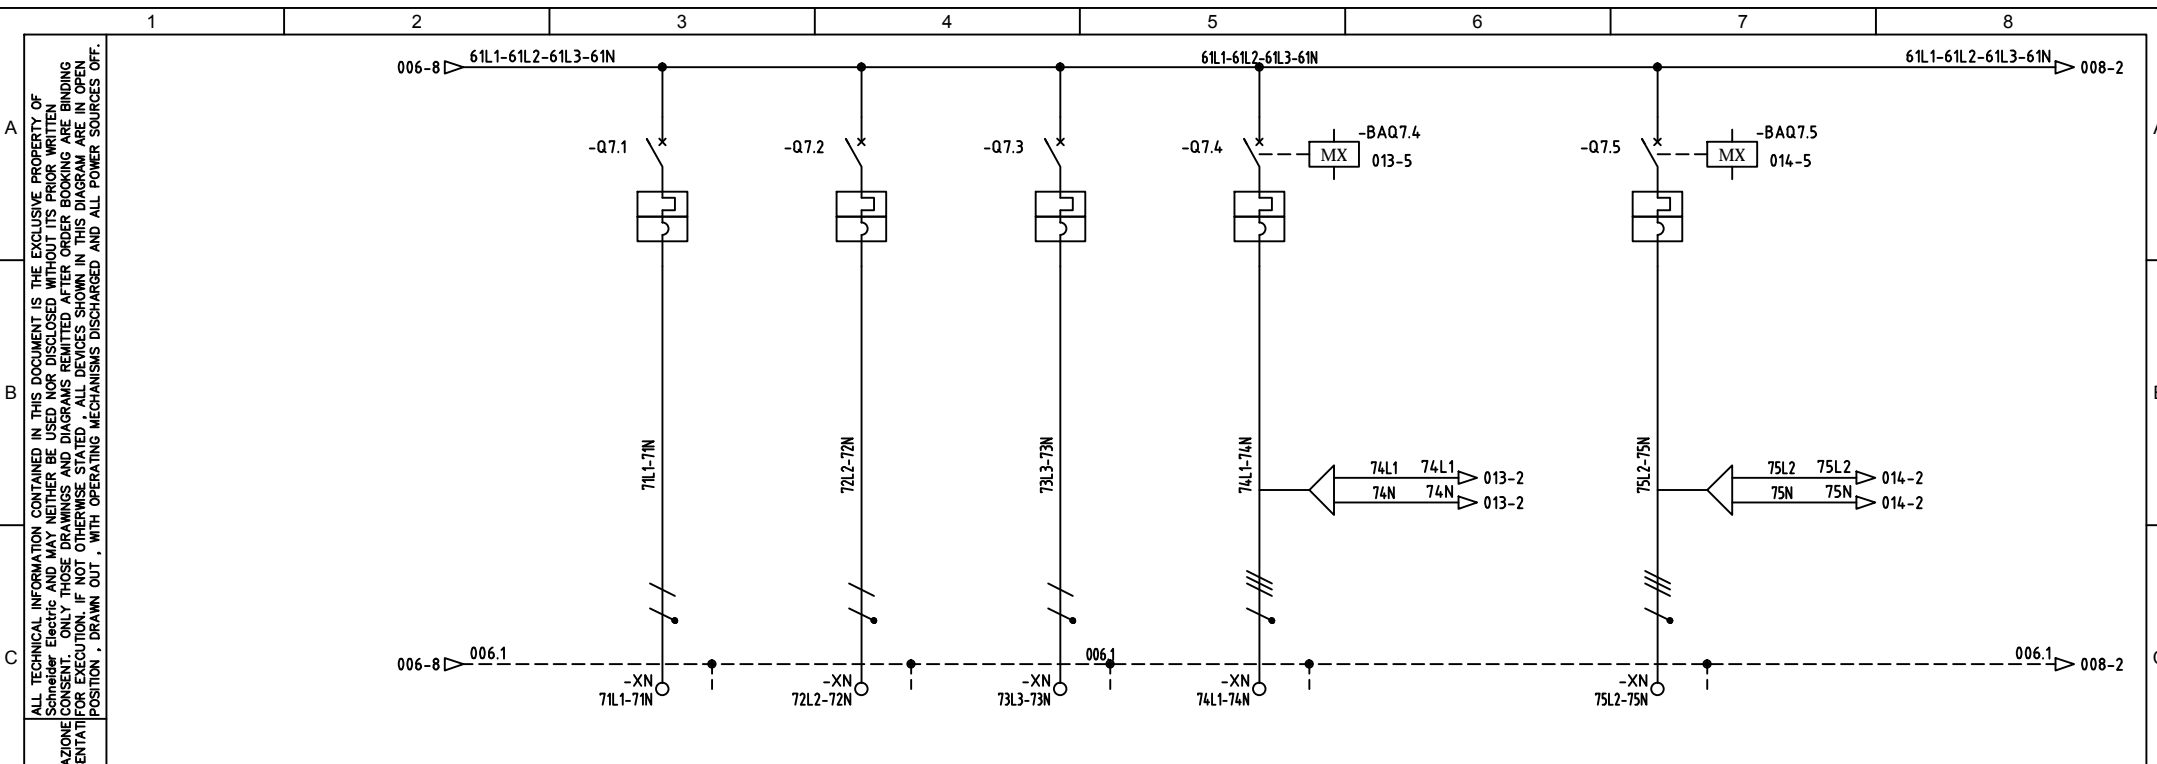 1 2 3 4 5 6 7 8
A
B
C
ALL TECHNICAL INFORMATION CONTAINED IN THIS DOCUMENT IS THE EXCLUSIVE PROPERTY OF
Schneider Electric AND MAY NEITHER BE USED NOR DISCLOSED WITHOUT ITS PRIOR WRITTEN
CONSENT. ONLY THOSE DRAWINGS AND DIAGRAMS REMITTED AFTER ORDER BOOKING ARE BINDING
FOR EXECUTION. IF NOT OTHERWISE STATED , ALL DEVICES SHOWN IN THIS DIAGRAM ARE IN OPEN
POSITION , DRAWN OUT , WITH OPERATING MECHANISMS DISCHARGED AND ALL POWER SOURCES OFF.
AZIONE
ENTATI
006-8 61L1-61L2-61L3-61N 61L1-61L2-61L3-61N 61L1-61L2-61L3-61N 008-2
-Q7.1 -Q7.2 -Q7.3 -Q7.4 MX -BAQ7.4 -Q7.5 MX -BAQ7.5
013-5 014-5
71L1-71N 72L2-72N 73L3-73N 74L1-74N 75L2-75N
74L1 74L1 013-2 75L2 75L2 014-2
74N 74N 013-2 75N 75N 014-2
006-8 006.1 006.1 006.1 008-2
-XN -XN -XN -XN -XN
71L1-71N 72L2-72N 73L3-73N 74L1-74N 75L2-75N